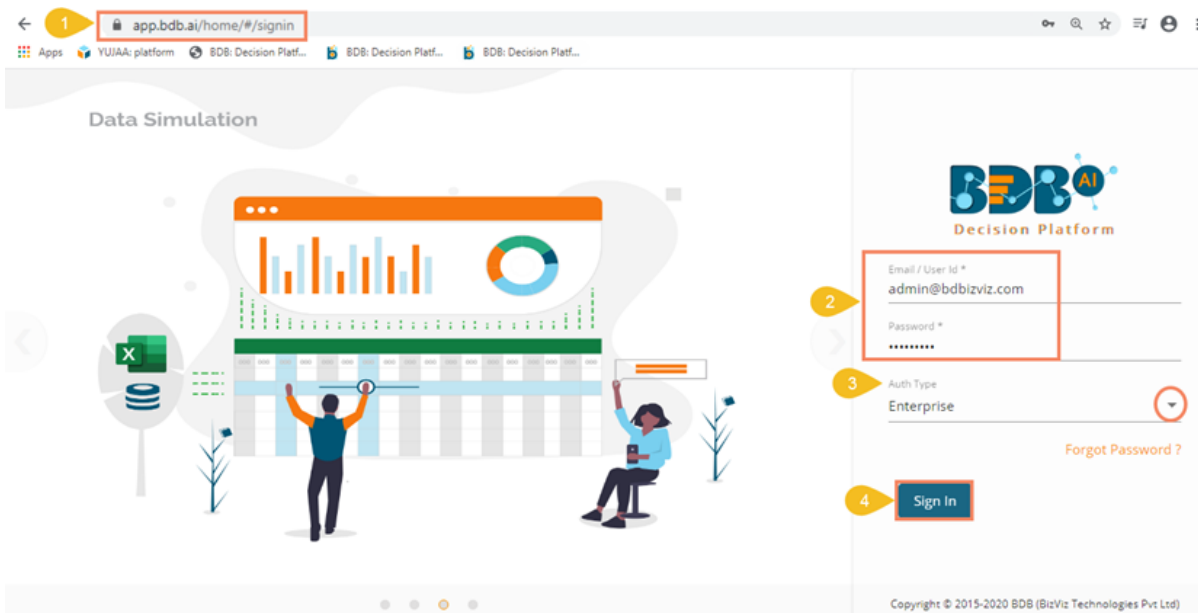 1
app.bdb.ai/home/#/signin
Apps YUJAA: platform BDB: Decision Platf... BDB: Decision Platf... BDB: Decision Platf...
Data Simulation
X
BDB AI
Decision Platform
2
Email / User Id *
admin@bdbizviz.com
Password *
•••••••••
3
Auth Type
Enterprise
Forgot Password ?
4
Sign In
Copyright © 2015-2020 BDB (BizViz Technologies Pvt Ltd)